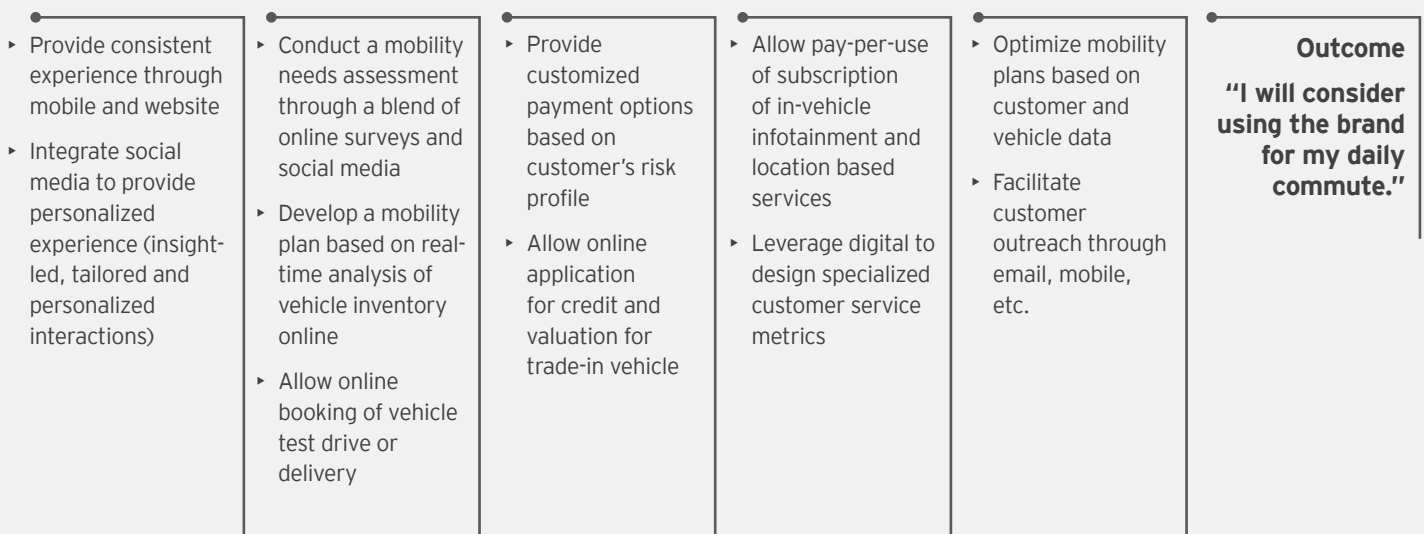 ▸ Provide consistent
experience through
mobile and website
▸ Integrate social
media to provide
personalized
experience (insight-
led, tailored and
personalized
interactions)
▸ Conduct a mobility
needs assessment
through a blend of
online surveys and
social media
▸ Develop a mobility
plan based on real-
time analysis of
vehicle inventory
online
▸ Allow online
booking of vehicle
test drive or
delivery
▸ Provide
customized
payment options
based on
customer's risk
profile
▸ Allow online
application
for credit and
valuation for
trade-in vehicle
▸ Allow pay-per-use
of subscription
of in-vehicle
infotainment and
location based
services
▸ Leverage digital to
design specialized
customer service
metrics
▸ Optimize mobility
plans based on
customer and
vehicle data
▸ Facilitate
customer
outreach through
email, mobile,
etc.
Outcome
“I will consider
using the brand
for my daily
commute.”